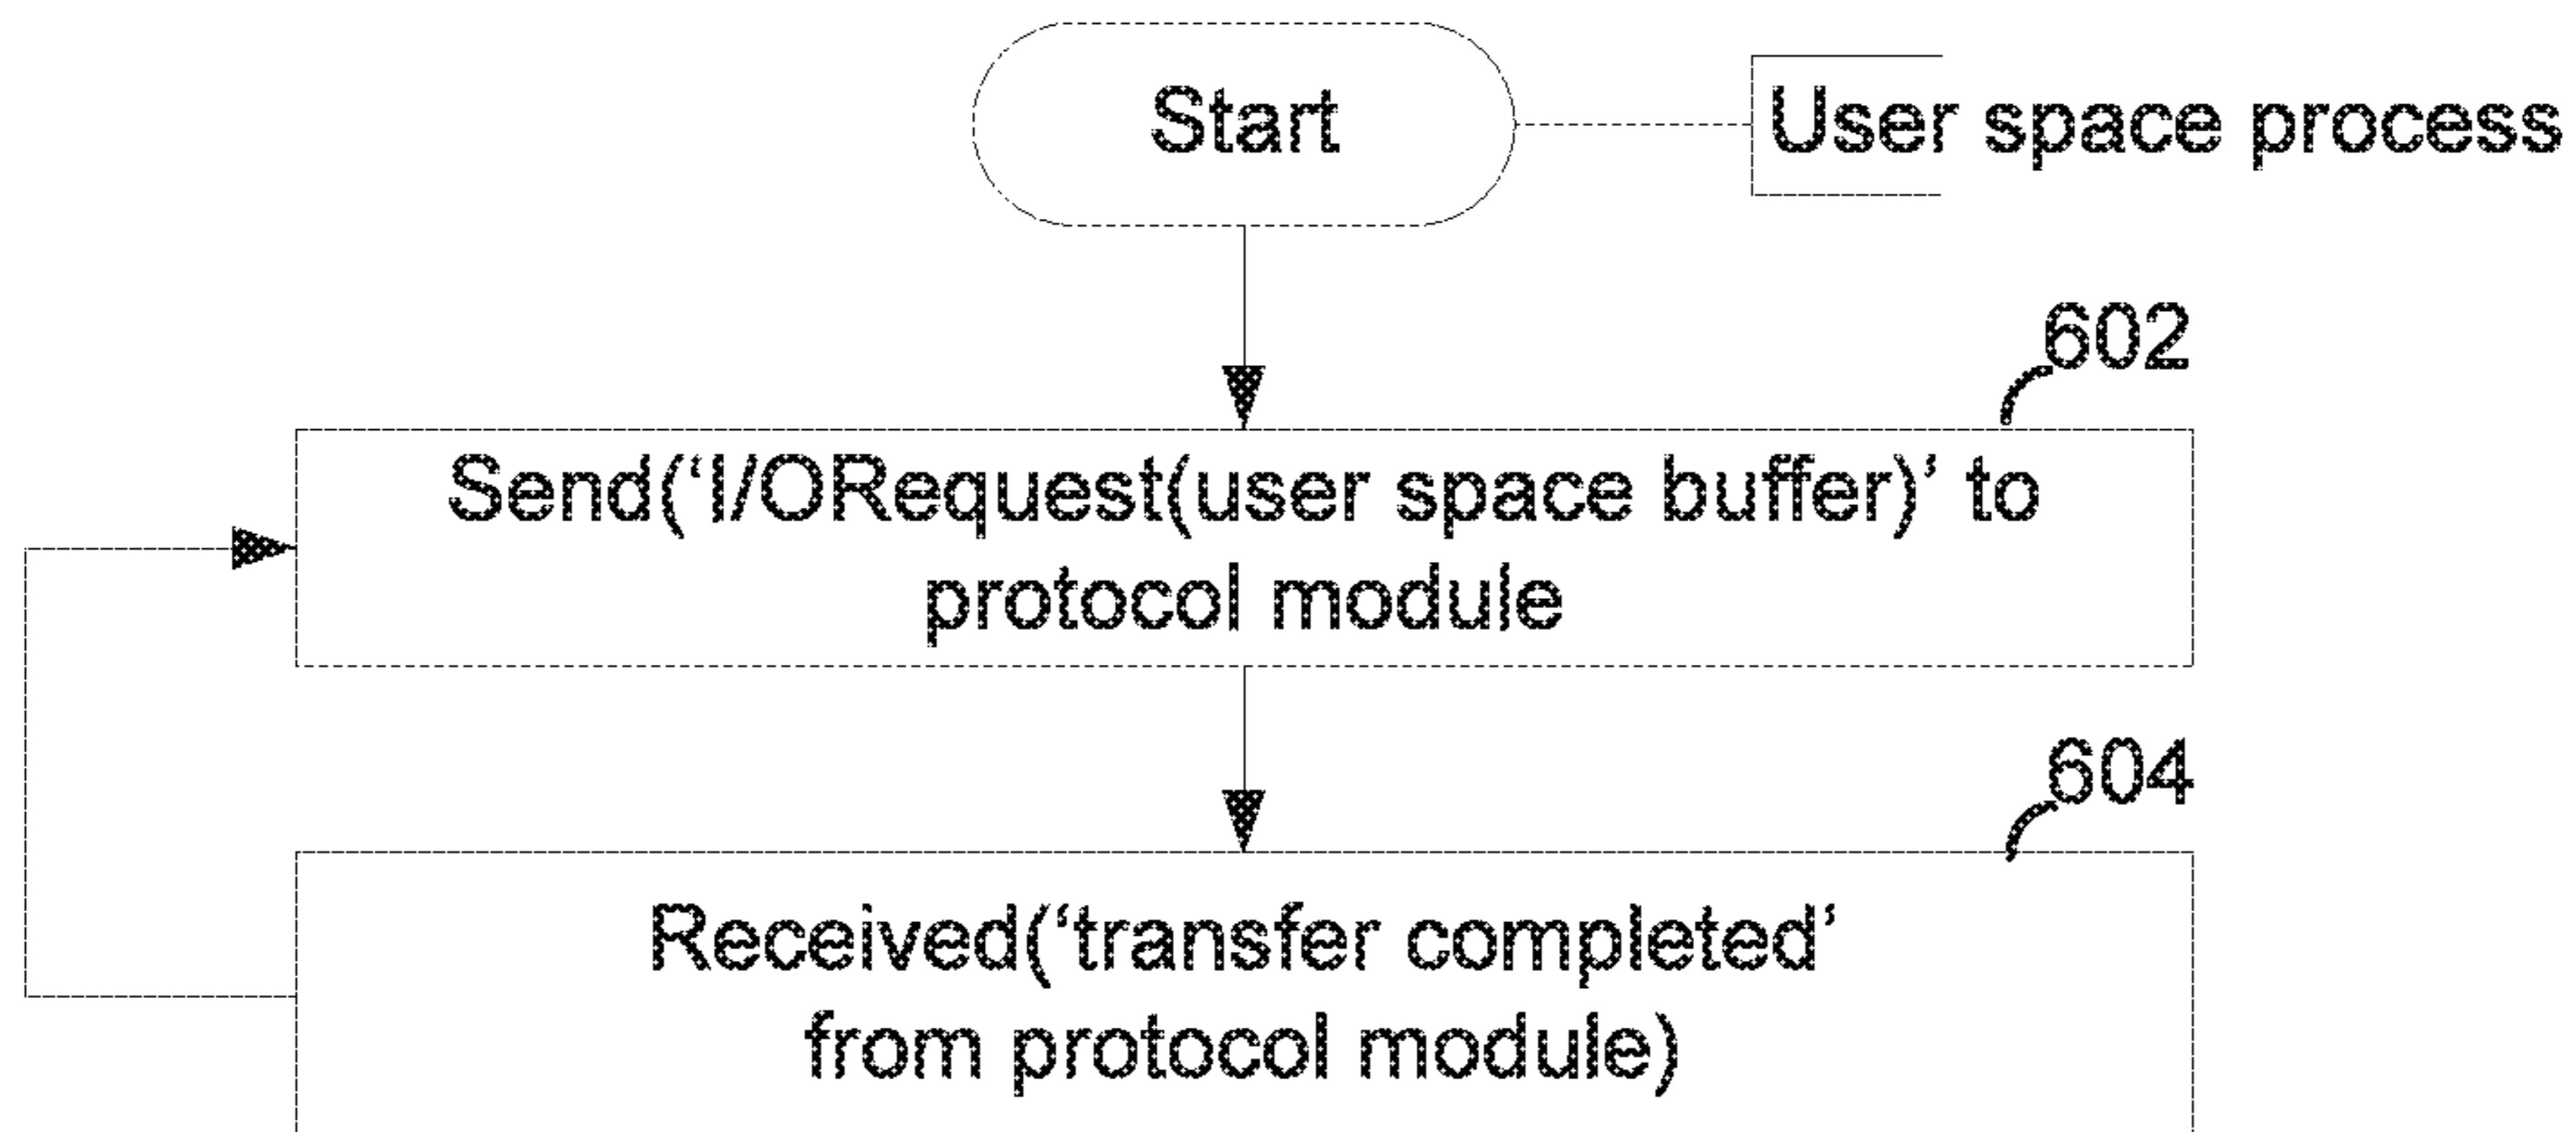 Start
User space process
602
Send(‘I/ORequest(user space buffer)’ to
protocol module
604
Received(‘transfer completed’
from protocol module)